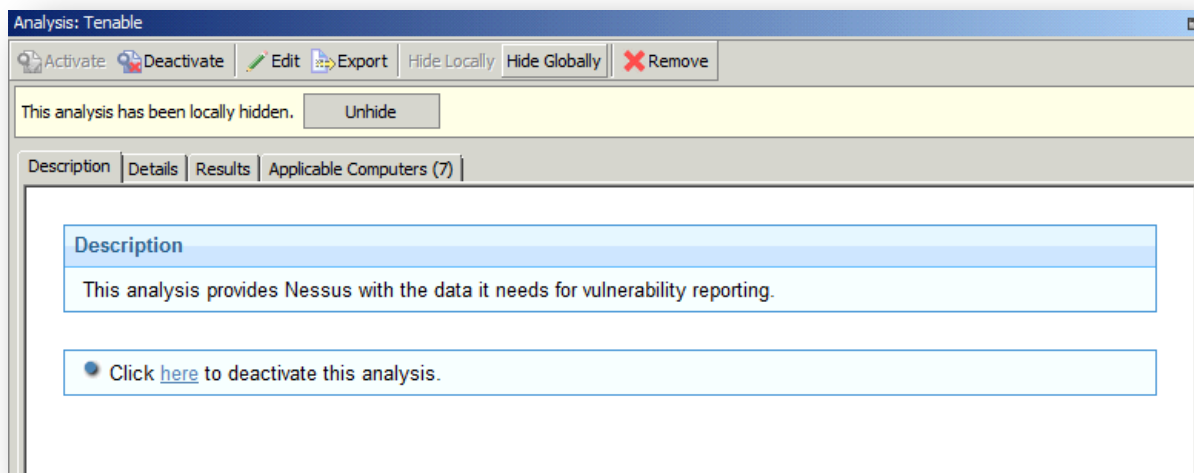 Analysis: Tenable
Activate Deactivate Edit Export Hide Locally Hide Globally Remove
This analysis has been locally hidden. Unhide
Description Details Results Applicable Computers (7)
Description
This analysis provides Nessus with the data it needs for vulnerability reporting.
Click here to deactivate this analysis.